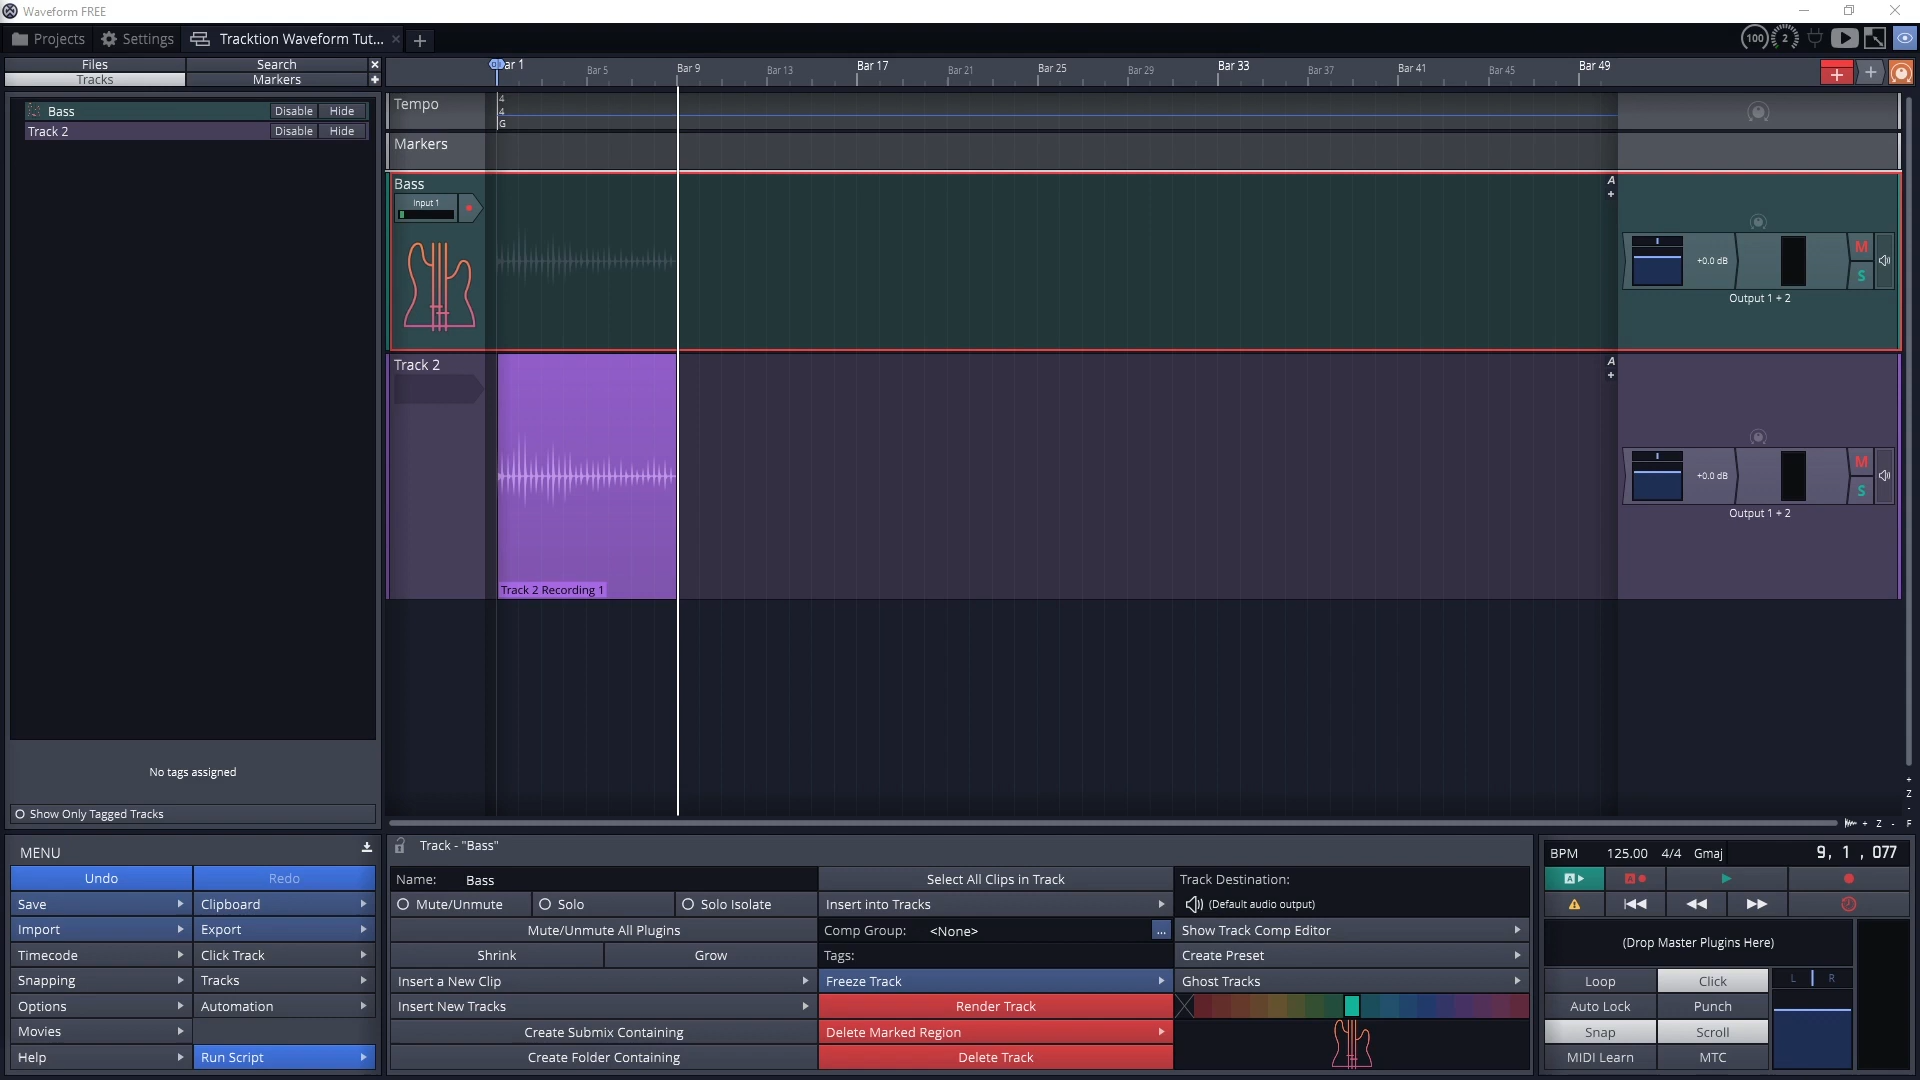 Waveform FREE
Projects Settings Tracktion Waveform Tut...
100 2
Files Search
Tracks Markers
Bar 1 Bar 5 Bar 9 Bar 13 Bar 17 Bar 21 Bar 25 Bar 29 Bar 33 Bar 37 Bar 41 Bar 45 Bar 49
Bass Disable Hide
Track 2 Disable Hide
Tempo
4
4
G
Markers
Bass
Input 1
A
+0.0 dB
M
S
Output 1 + 2
Track 2
A
+0.0 dB
M
S
Output 1 + 2
Track 2 Recording 1
No tags assigned
Show Only Tagged Tracks
Z
Z
F
MENU
Undo Redo
Save Clipboard
Import Export
Timecode Click Track
Snapping Tracks
Options Automation
Movies
Help Run Script
Track - "Bass"
Name: Bass
Select All Clips in Track
Track Destination:
Mute/Unmute Solo Solo Isolate
Insert into Tracks
(Default audio output)
Mute/Unmute All Plugins
Comp Group: <None> ...
Show Track Comp Editor
Shrink Grow
Tags:
Create Preset
Insert a New Clip
Freeze Track
Ghost Tracks
Insert New Tracks
Render Track
Create Submix Containing
Delete Marked Region
Create Folder Containing
Delete Track
BPM 125.00 4/4 Gmaj 9, 1 , 077
A A
(Drop Master Plugins Here)
Loop Click
L R
Auto Lock Punch
Snap Scroll
MIDI Learn MTC